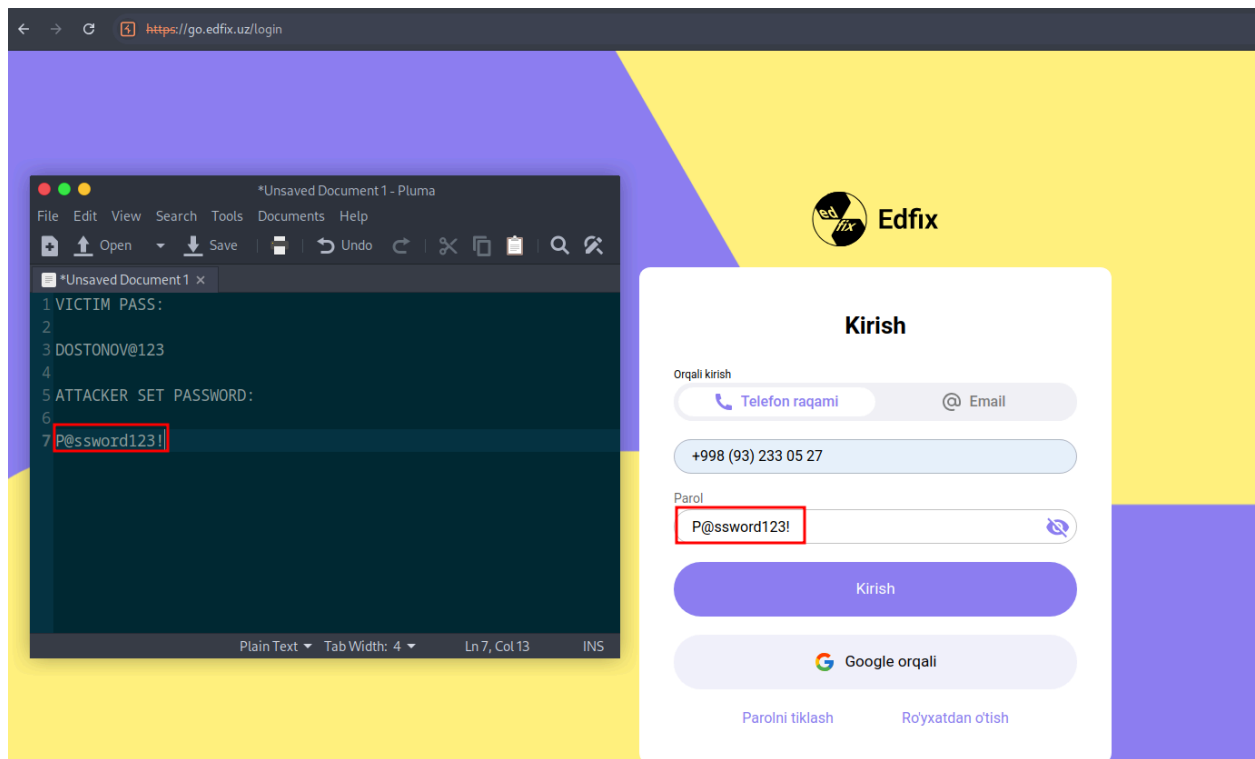 https://go.edfix.uz/login
*Unsaved Document 1 - Pluma
File Edit View Search Tools Documents Help
Open Save Undo
*Unsaved Document 1 ×
1 VICTIM PASS:
2
3 DOSTONOV@123
4
5 ATTACKER SET PASSWORD:
6
7 P@ssword123!
Plain Text Tab Width: 4 Ln 7, Col 13 INS
ed fix Edfix
Kirish
Orqali kirish
Telefon raqami @ Email
+998 (93) 233 05 27
Parol
P@ssword123!
Kirish
G Google orqali
Parolni tiklash Ro'yxatdan o'tish